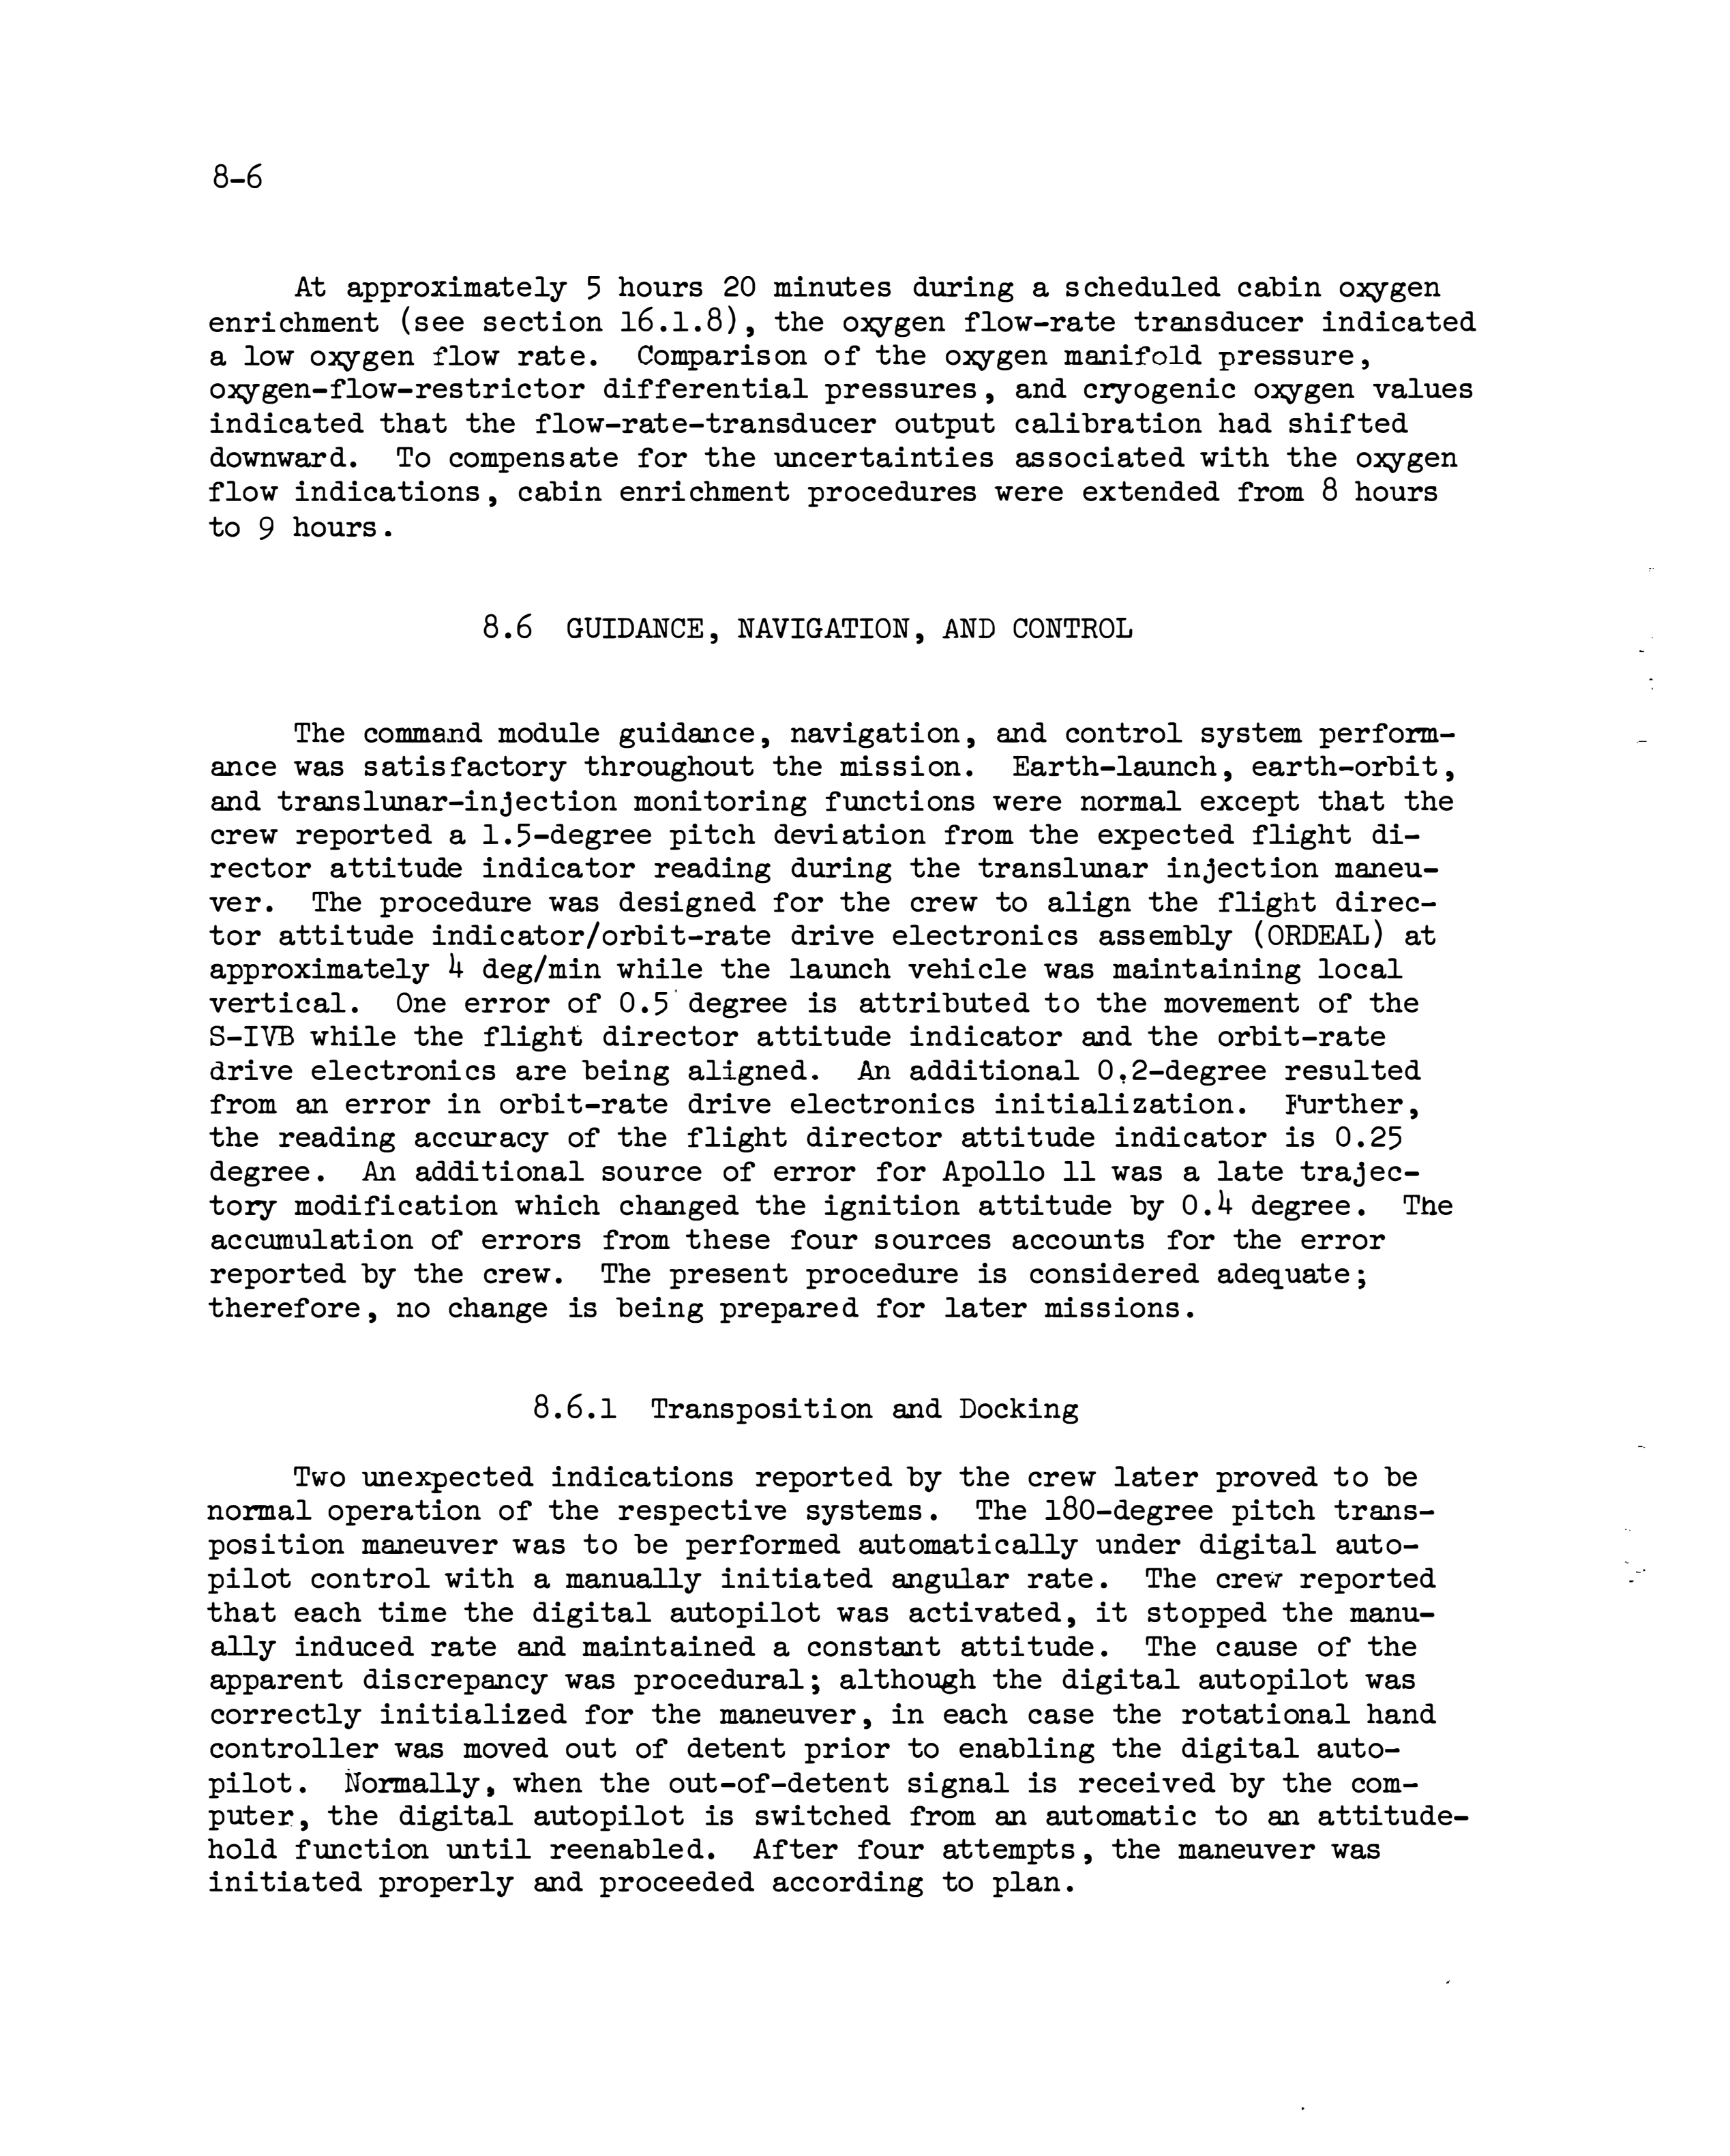 8-6
At approximately 5 hours 20 minutes during a scheduled cabin oxygen
enrichment (see section 16.1.8), the oxygen flow-rate transducer indicated
a low oxygen flow rate. Comparison of the oxygen manifold pressure,
oxygen-flow-restrictor differential pressures, and cryogenic oxygen values
indicated that the flow-rate-transducer output calibration had shifted
downward. To compensate for the uncertainties associated with the oxygen
flow indications, cabin enrichment procedures were extended from 8 hours
to 9 hours.
8.6 GUIDANCE, NAVIGATION, AND CONTROL
The command module guidance, navigation, and control system perform-
ance was satisfactory throughout the mission. Earth-launch, earth-orbit,
and translunar-injection monitoring functions were normal except that the
crew reported a 1.5-degree pitch deviation from the expected flight di-
rector attitude indicator reading during the translunar injection maneu-
ver. The procedure was designed for the crew to align the flight direc-
tor attitude indicator/orbit-rate drive electronics assembly (ORDEAL) at
approximately 4 deg/min while the launch vehicle was maintaining local
vertical. One error of 0.5 degree is attributed to the movement of the
S-IVB while the flight director attitude indicator and the orbit-rate
drive electronics are being aligned. An additional 0.2-degree resulted
from an error in orbit-rate drive electronics initialization. Further,
the reading accuracy of the flight director attitude indicator is 0.25
degree. An additional source of error for Apollo 11 was a late trajec-
tory modification which changed the ignition attitude by 0.4 degree. The
accumulation of errors from these four sources accounts for the error
reported by the crew. The present procedure is considered adequate;
therefore, no change is being prepared for later missions.
8.6.1 Transposition and Docking
Two unexpected indications reported by the crew later proved to be
normal operation of the respective systems. The 180-degree pitch trans-
position maneuver was to be performed automatically under digital auto-
pilot control with a manually initiated angular rate. The crew reported
that each time the digital autopilot was activated, it stopped the manu-
ally induced rate and maintained a constant attitude. The cause of the
apparent discrepancy was procedural; although the digital autopilot was
correctly initialized for the maneuver, in each case the rotational hand
controller was moved out of detent prior to enabling the digital auto-
pilot. Normally, when the out-of-detent signal is received by the com-
puter, the digital autopilot is switched from an automatic to an attitude-
hold function until reenabled. After four attempts, the maneuver was
initiated properly and proceeded according to plan.